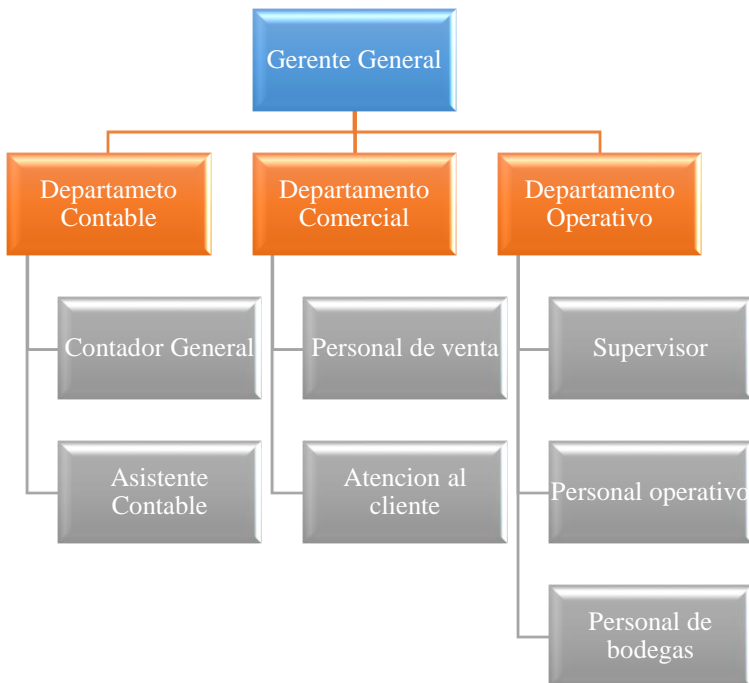 Gerente General
Departameto
Contable
Departamento
Comercial
Departamento
Operativo
Contador General
Personal de venta
Supervisor
Asistente
Contable
Atencion al
cliente
Personal operativo
Personal de
bodegas